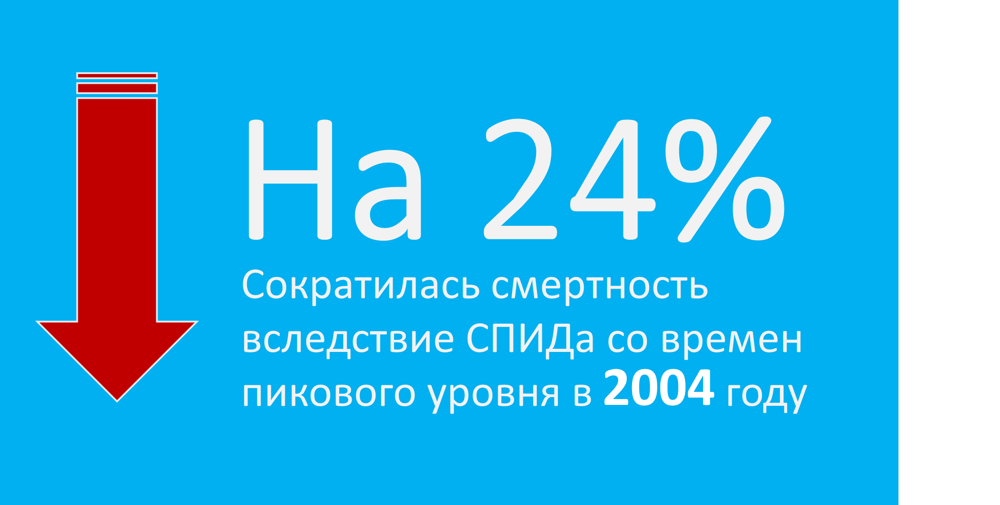 На 24%
Сократилась смертность
вследствие СПИДа со времен
пикового уровня в 2004 году